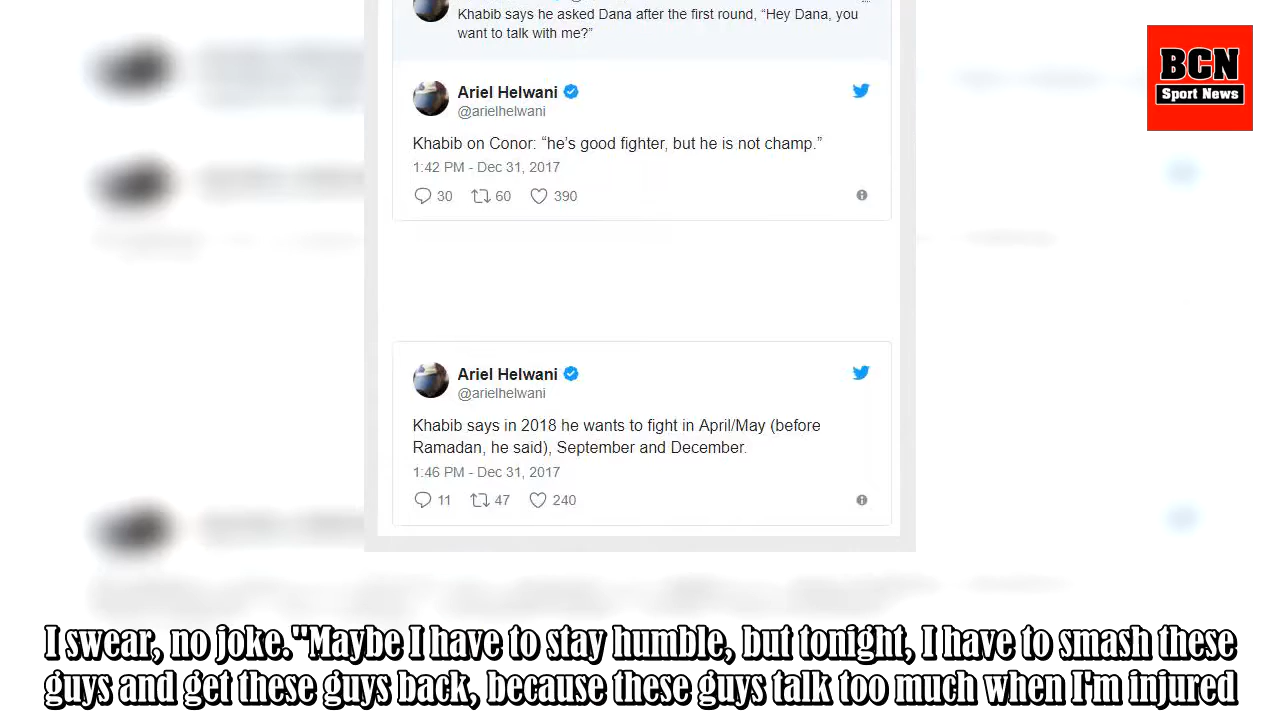 Khabib says he asked Dana after the first round, “Hey Dana, you
want to talk with me?”
BCN
Sport News
Ariel Helwani
@arielhelwani
Khabib on Conor: “he’s good fighter, but he is not champ.”
1:42 PM - Dec 31, 2017
30 60 390
Ariel Helwani
@arielhelwani
Khabib says in 2018 he wants to fight in April/May (before
Ramadan, he said), September and December.
1:46 PM - Dec 31, 2017
11 47 240
I swear, no joke."Maybe I have to stay humble, but tonight, I have to smash these
guys and get these guys back, because these guys talk too much when I'm injured